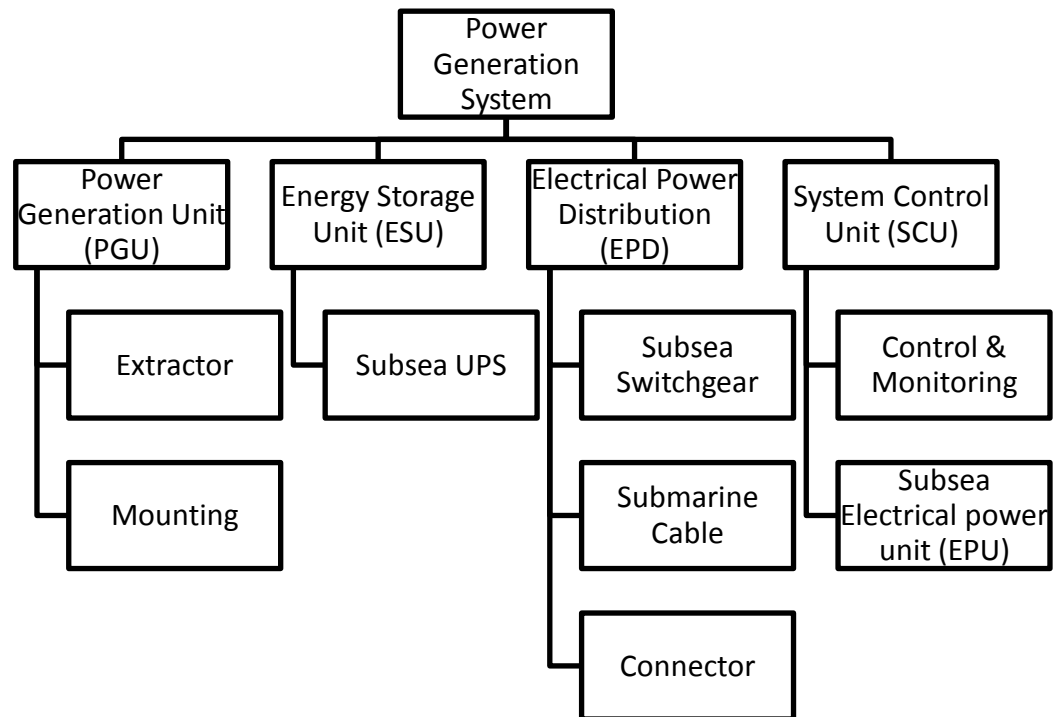 Power
Generation
System
Power
Generation Unit
(PGU)
Energy Storage
Unit (ESU)
Electrical Power
Distribution
(EPD)
System Control
Unit (SCU)
Extractor
Subsea UPS
Subsea
Switchgear
Control &
Monitoring
Mounting
Submarine
Cable
Subsea
Electrical power
unit (EPU)
Connector